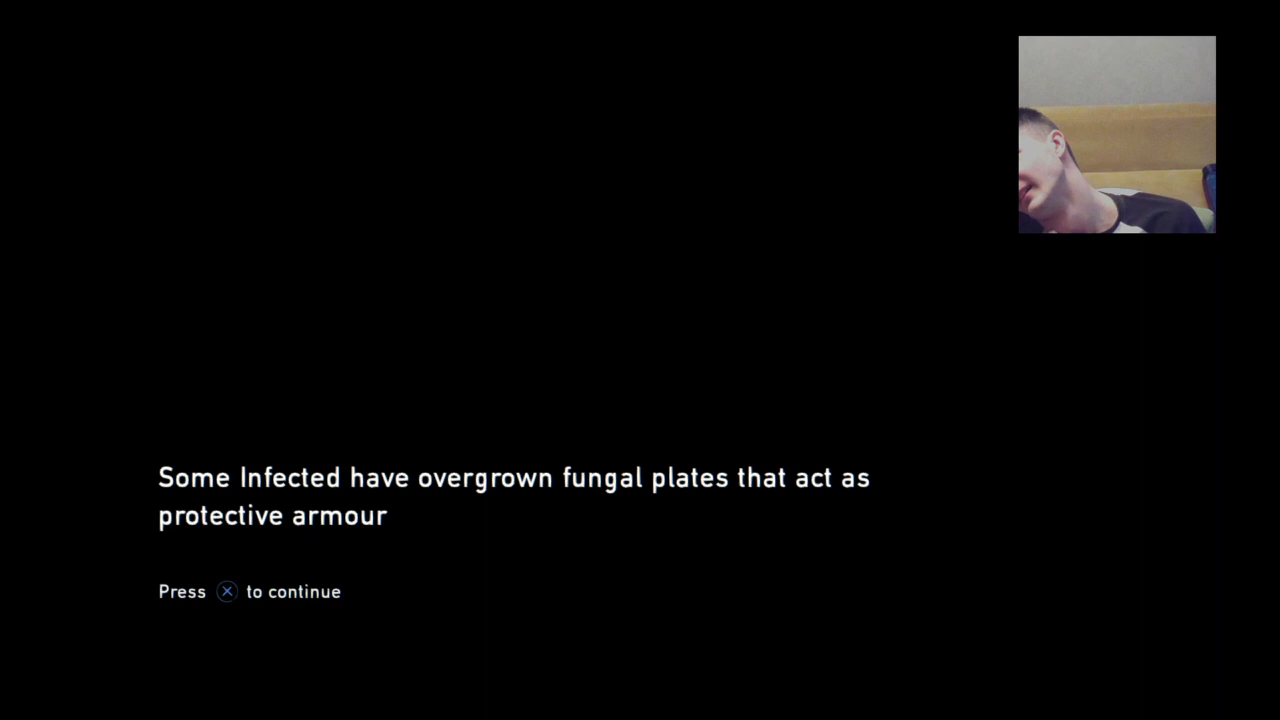 Some Infected have overgrown fungal plates that act as
protective armour
Press ⓧ to continue